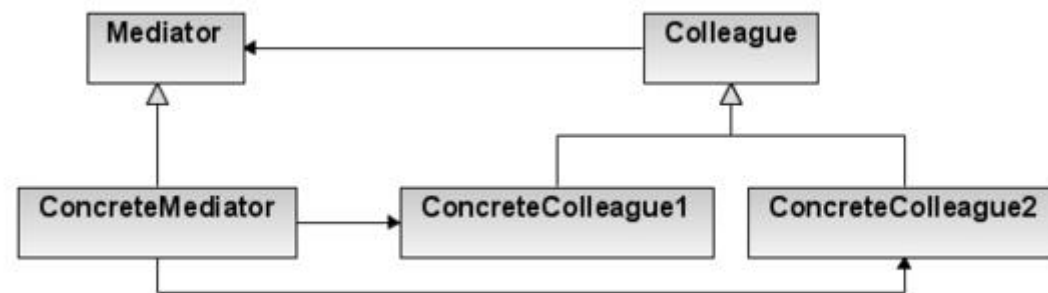 Mediator
Colleague
ConcreteMediator
ConcreteColleague1
ConcreteColleague2